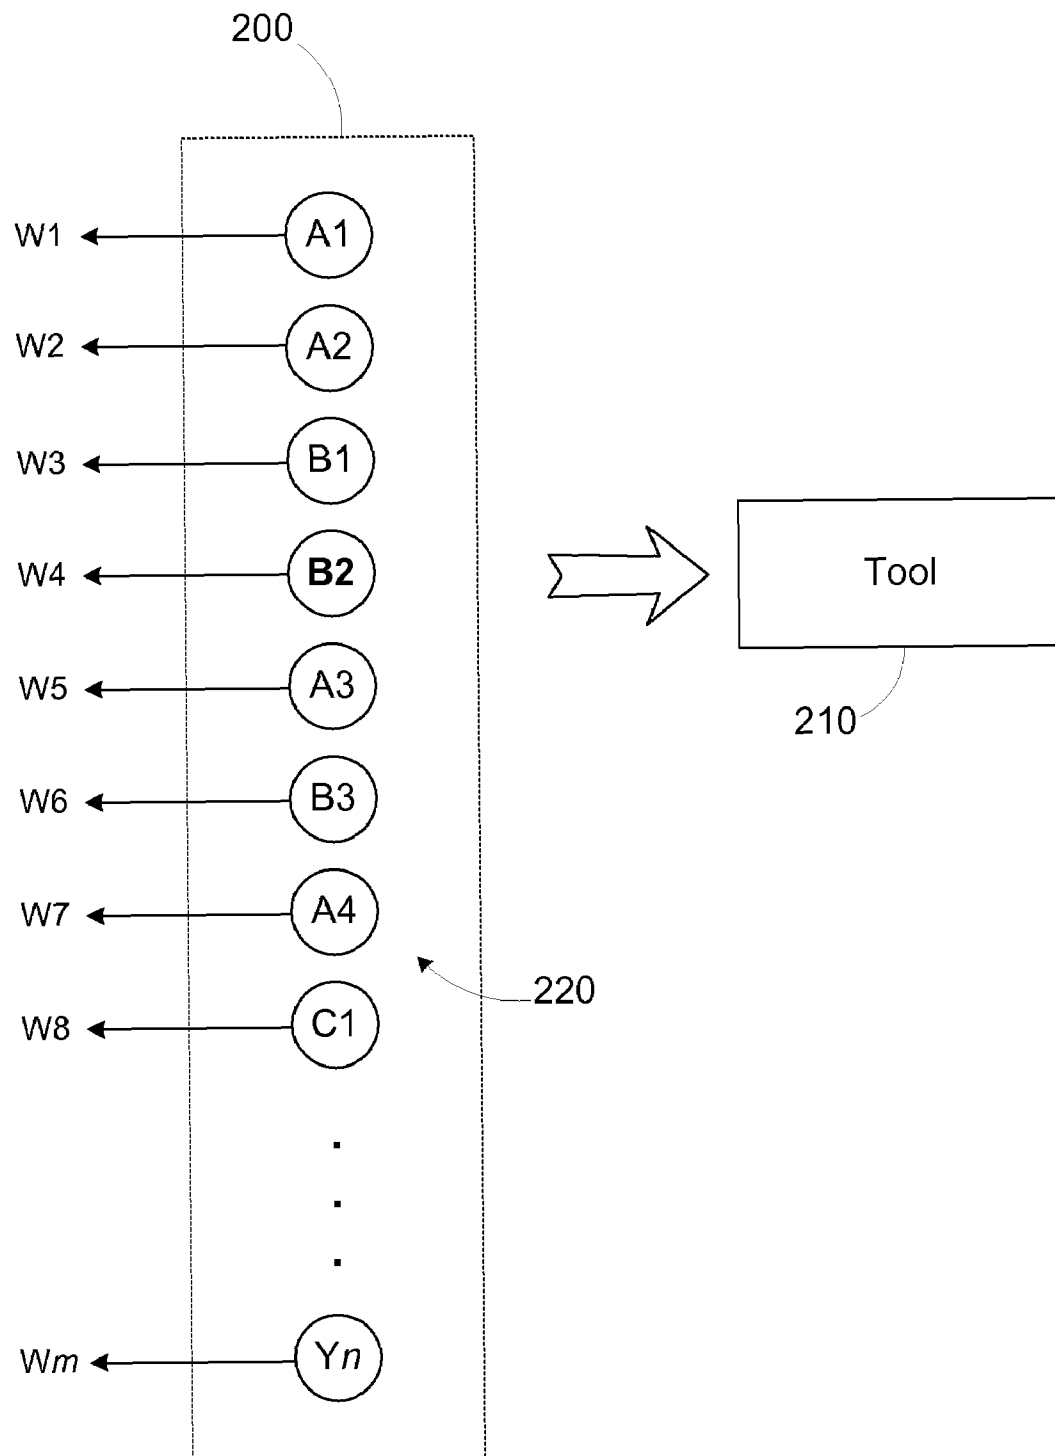 200
W1 A1
W2 A2
W3 B1
W4 B2
Tool
W5 A3
210
W6 B3
W7 A4
220
W8 C1
.
.
.
Wm Yn